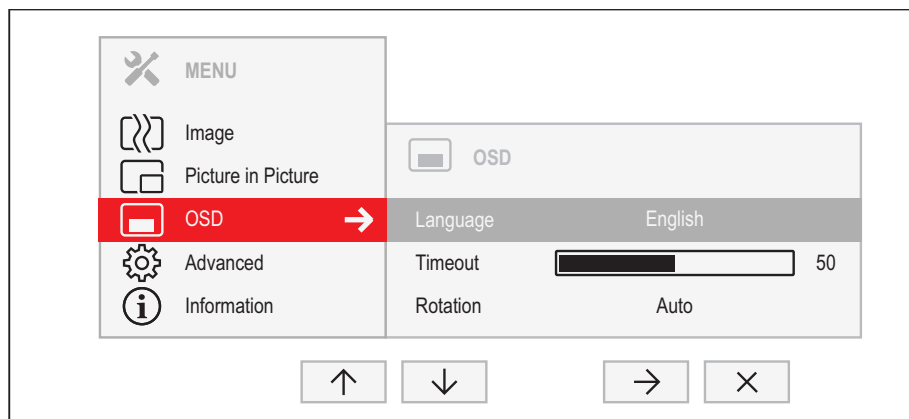 MENU
Image
Picture in Picture
OSD
Advanced
Information
OSD
Language English
Timeout 50
Rotation Auto